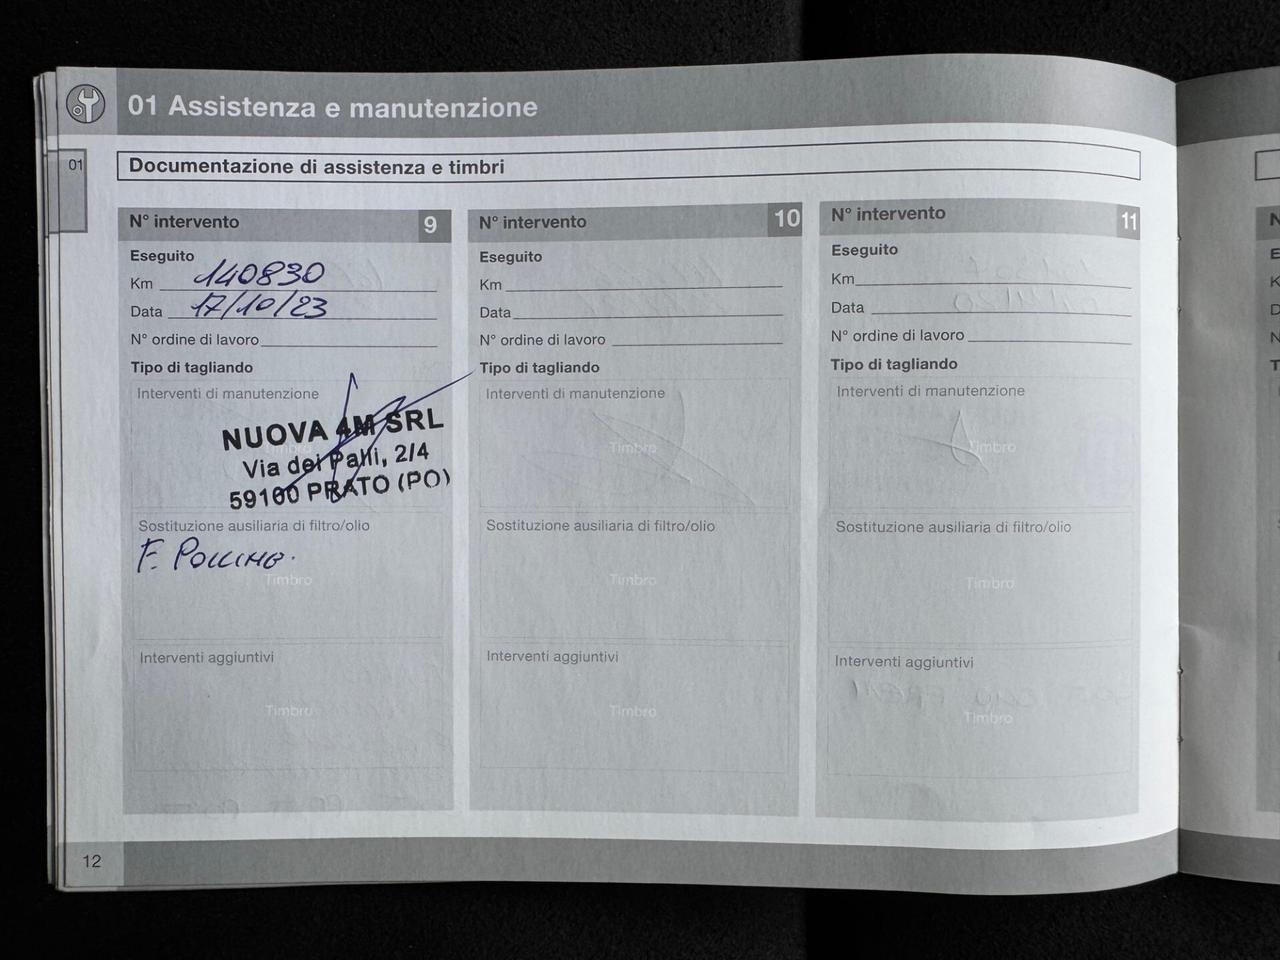 01 Assistenza e manutenzione
01
Documentazione di assistenza e timbri
N° intervento 9
Eseguito
Km 140830
Data 17/10/23
N° ordine di lavoro
Tipo di tagliando
Interventi di manutenzione
Timbro
NUOVA 4M SRL
Via dei Palli, 2/4
59100 PRATO (PO)
Sostituzione ausiliaria di filtro/olio
F. POLLINE.
Timbro
Interventi aggiuntivi
Timbro
N° intervento 10
Eseguito
Km
Data
N° ordine di lavoro
Tipo di tagliando
Interventi di manutenzione
Timbro
Sostituzione ausiliaria di filtro/olio
Timbro
Interventi aggiuntivi
Timbro
N° intervento 11
Eseguito
Km
Data
N° ordine di lavoro
Tipo di tagliando
Interventi di manutenzione
Timbro
Sostituzione ausiliaria di filtro/olio
Timbro
Interventi aggiuntivi
Timbro
12